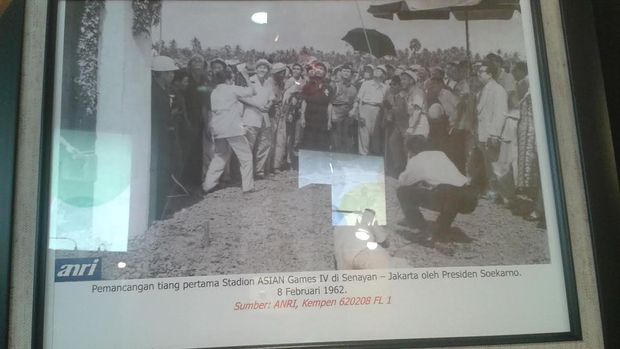 anri
Pemancangan tiang pertama Stadion ASIAN Games IV di Senayan – Jakarta oleh Presiden Soekarno.
8 Februari 1962.
Sumber: ANRI, Kempen 620208 FL 1